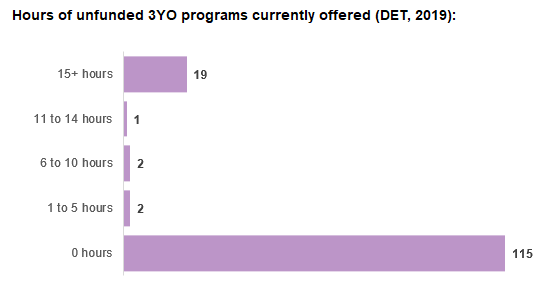 Hours of unfunded 3YO programs currently offered (DET, 2019):
15+ hours 19
11 to 14 hours 1
6 to 10 hours 2
1 to 5 hours 2
0 hours 115